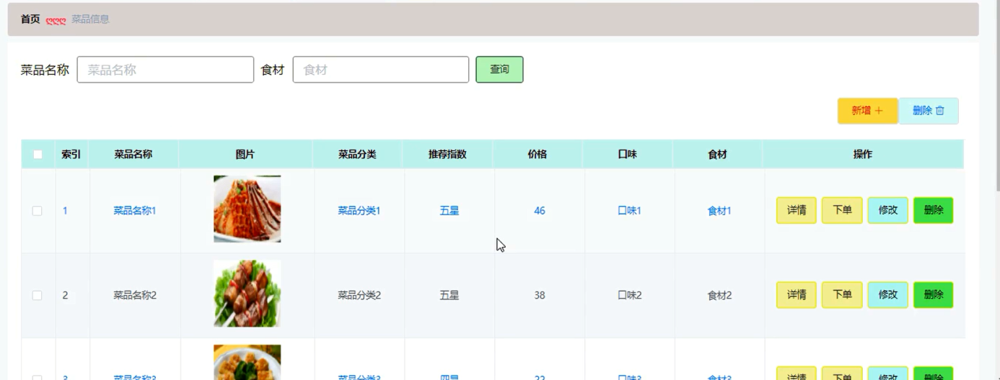 首页 ღღღ 菜品信息
菜品名称 菜品名称 食材 食材 查询
新增 + 删除
索引 菜品名称 图片 菜品分类 推荐指数 价格 口味 食材 操作
1 菜品名称1 菜品分类1 五星 46 口味1 食材1 详情 下单 修改 删除
2 菜品名称2 菜品分类2 五星 38 口味2 食材2 详情 下单 修改 删除
3 菜品名称3 菜品分类3 四星 22 口味3 食材3 详情 下单 修改 删除